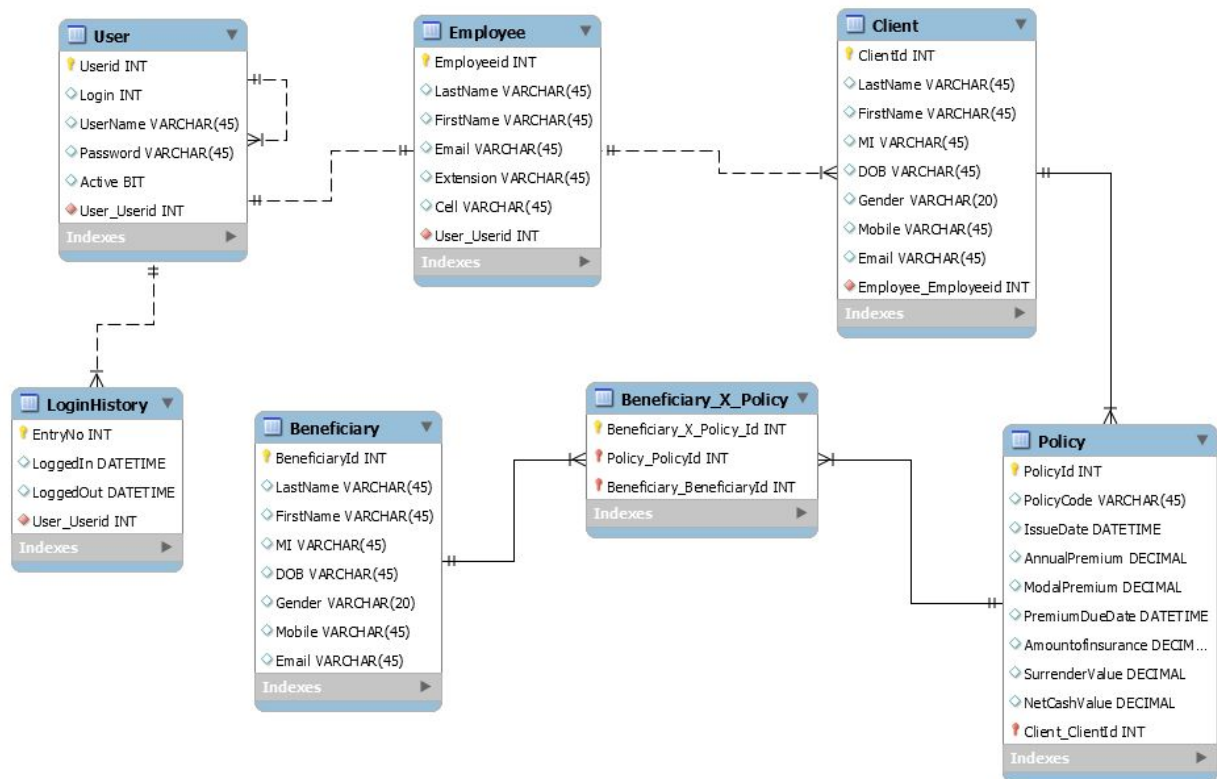 User
Userid INT
Login INT
UserName VARCHAR(45)
Password VARCHAR(45)
Active BIT
User_Userid INT
Indexes
Employee
Employeeid INT
LastName VARCHAR(45)
FirstName VARCHAR(45)
Email VARCHAR(45)
Extension VARCHAR(45)
Cell VARCHAR(45)
User_Userid INT
Indexes
Client
ClientId INT
LastName VARCHAR(45)
FirstName VARCHAR(45)
MI VARCHAR(45)
DOB VARCHAR(45)
Gender VARCHAR(20)
Mobile VARCHAR(45)
Email VARCHAR(45)
Employee_Employeeid INT
Indexes
LoginHistory
EntryNo INT
LoggedIn DATETIME
LoggedOut DATETIME
User_Userid INT
Indexes
Beneficiary
BeneficiaryId INT
LastName VARCHAR(45)
FirstName VARCHAR(45)
MI VARCHAR(45)
DOB VARCHAR(45)
Gender VARCHAR(20)
Mobile VARCHAR(45)
Email VARCHAR(45)
Indexes
Beneficiary_X_Policy
Beneficiary_X_Policy_Id INT
Policy_PolicyId INT
Beneficiary_BeneficiaryId INT
Indexes
Policy
PolicyId INT
PolicyCode VARCHAR(45)
IssueDate DATETIME
AnnualPremium DECIMAL
ModalPremium DECIMAL
PremiumDueDate DATETIME
Amountofinsurance DECIM...
SurrenderValue DECIMAL
NetCashValue DECIMAL
Client_ClientId INT
Indexes